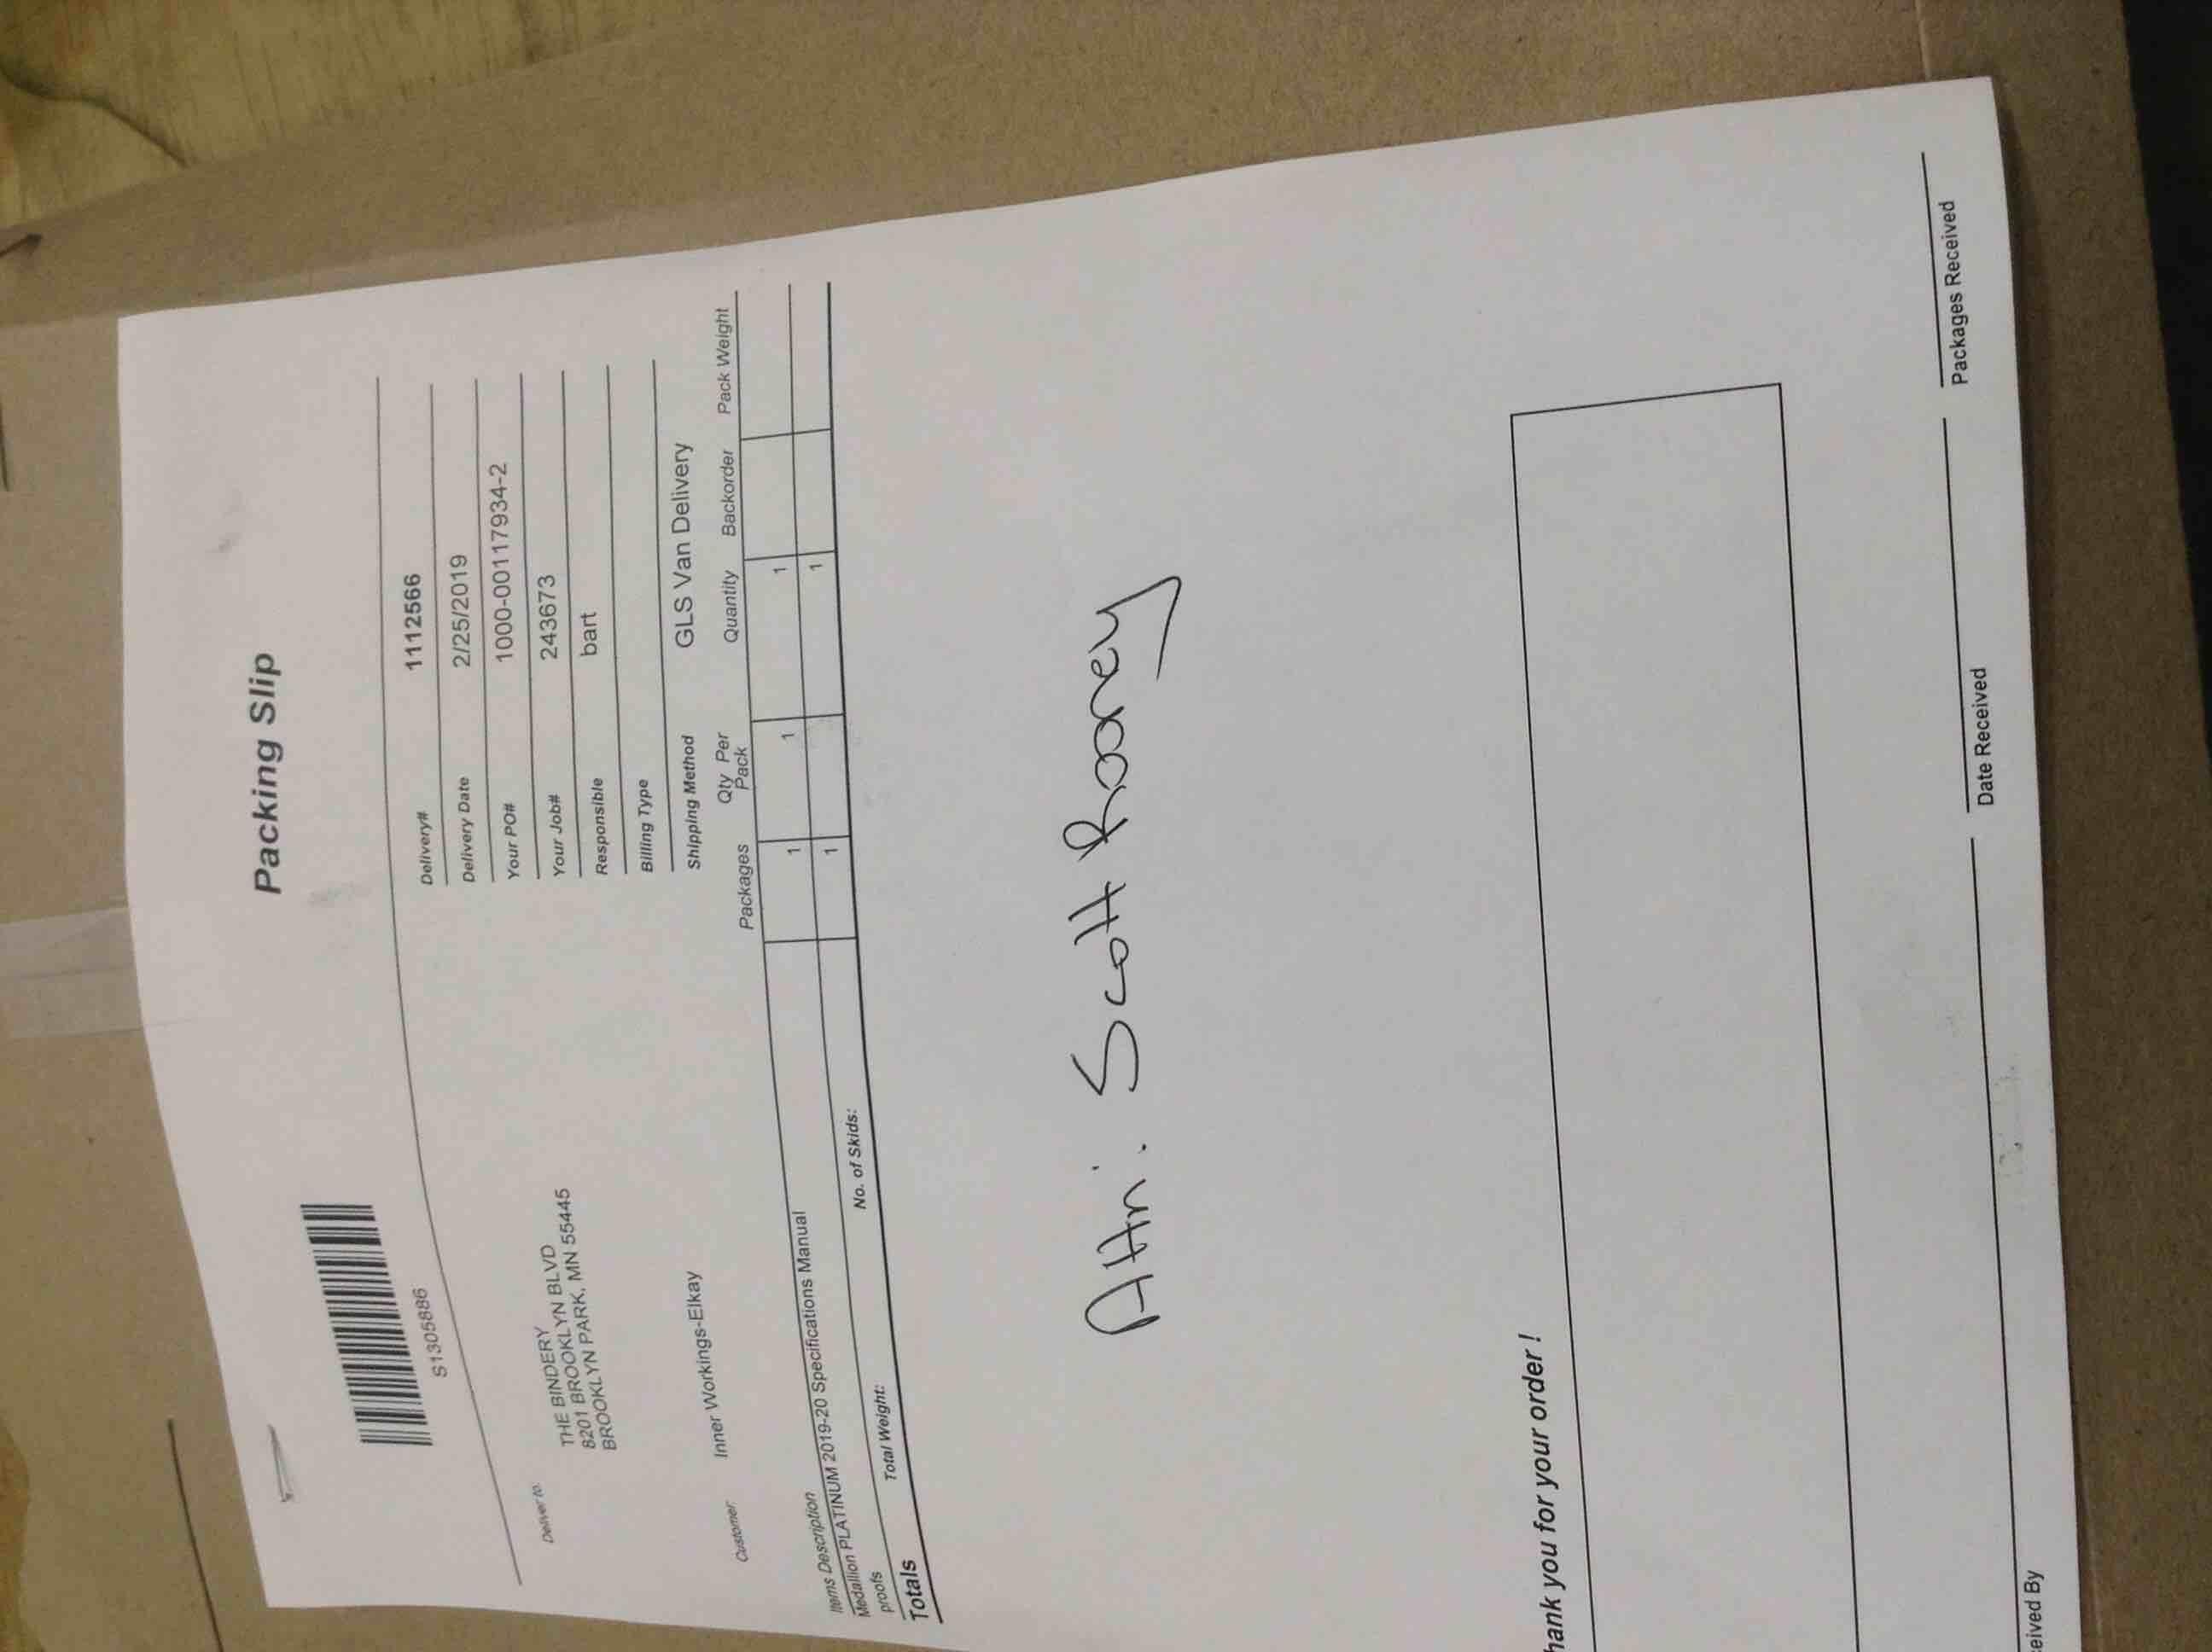 Packing Slip
S1305886
Delivery# 11112566
Delivery Date 2/25/2019
Your PO# 1000-00117934-2
Your Job# 243673
Responsible bart
Billing Type
Shipping Method GLS Van Delivery
Deliver to:
THE BINDERY
8201 BROOKLYN BLVD
BROOKLYN PARK, MN 55445
Customer: Inner Workings-Elkay
Items Description Packages Qty Per Pack Quantity Backorder Pack Weight
Medallion PLATINUM 2019-20 Specifications Manual 1 1 1
proofs
Totals Total Weight: No. of Skids: 1 1
Attn: Scott Rooney
hank you for your order !
eived By Date Received Packages Received